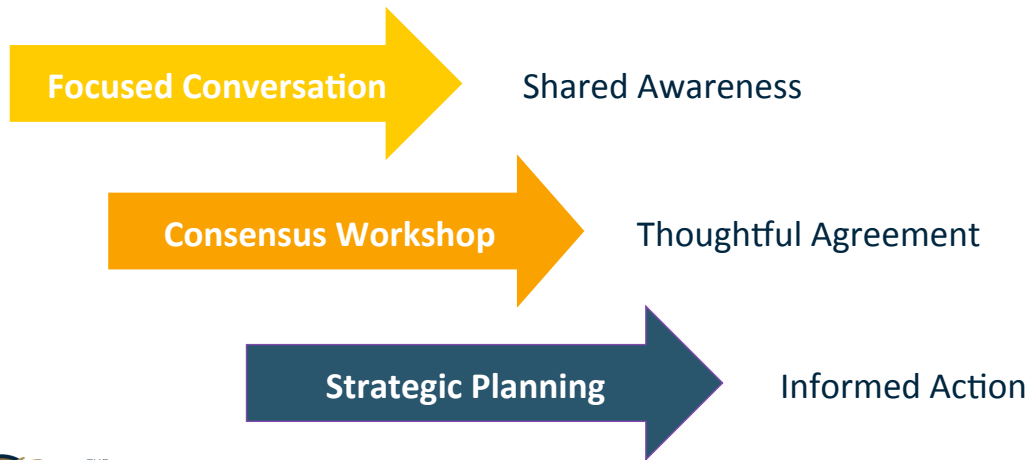 Focused Conversation
Shared Awareness
Consensus Workshop
Thoughtful Agreement
Strategic Planning
Informed Action